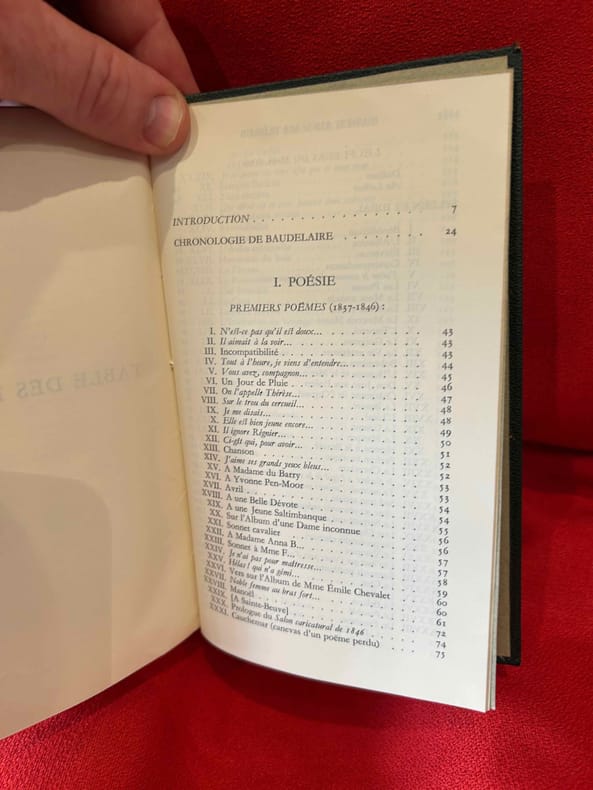 INTRODUCTION . . . . . . . . . . . . . . . . 7
CHRONOLOGIE DE BAUDELAIRE . . . . . . . . 24
I. POÉSIE
PREMIERS POÈMES (1837-1846) :
I. N'est-ce pas qu'il est doux... 43
II. Il aimait à la voir... 43
III. Incompatibilité 43
IV. Tout à l'heure, je viens d'entendre... 44
V. Vous avez, compagnon... 45
VI. Un Jour de Pluie 46
VII. On l'appelle Thérèse... 47
VIII. Sur le trou du cercueil... 48
IX. Je me disais... 48
X. Elle est bien jeune encore... 49
XI. Il ignore Régnier... 50
XII. Ci-gît qui, pour avoir... 51
XIII. Chanson 52
XIV. J'aime ses grands yeux bleus... 52
XV. A Madame du Barry 53
XVI. A Yvonne Pen-Moor 53
XVII. Avril 54
XVIII. A une Belle Dévote 54
XIX. A une Jeune Saltimbanque 55
XX. Sur l'Album d'une Dame inconnue 56
XXI. Sonnet cavalier 56
XXII. A Madame Anna B... 57
XXIII. Sonnet à Mme F... 57
XXIV. Je n'ai pas pour maîtresse... 58
XXV. Hélas ! qui n'a gémi... 59
XXVI. Vers sur l'Album de Mme Émile Chevalet 60
XXVII. Noble femme au bras fort... 60
XXVIII. Manoël 61
XXIX. [A Sainte-Beuve] 72
XXX. Prologue du Salon caricatural de 1846 74
XXXI. Cauchemar (canevas d'un poème perdu) 75